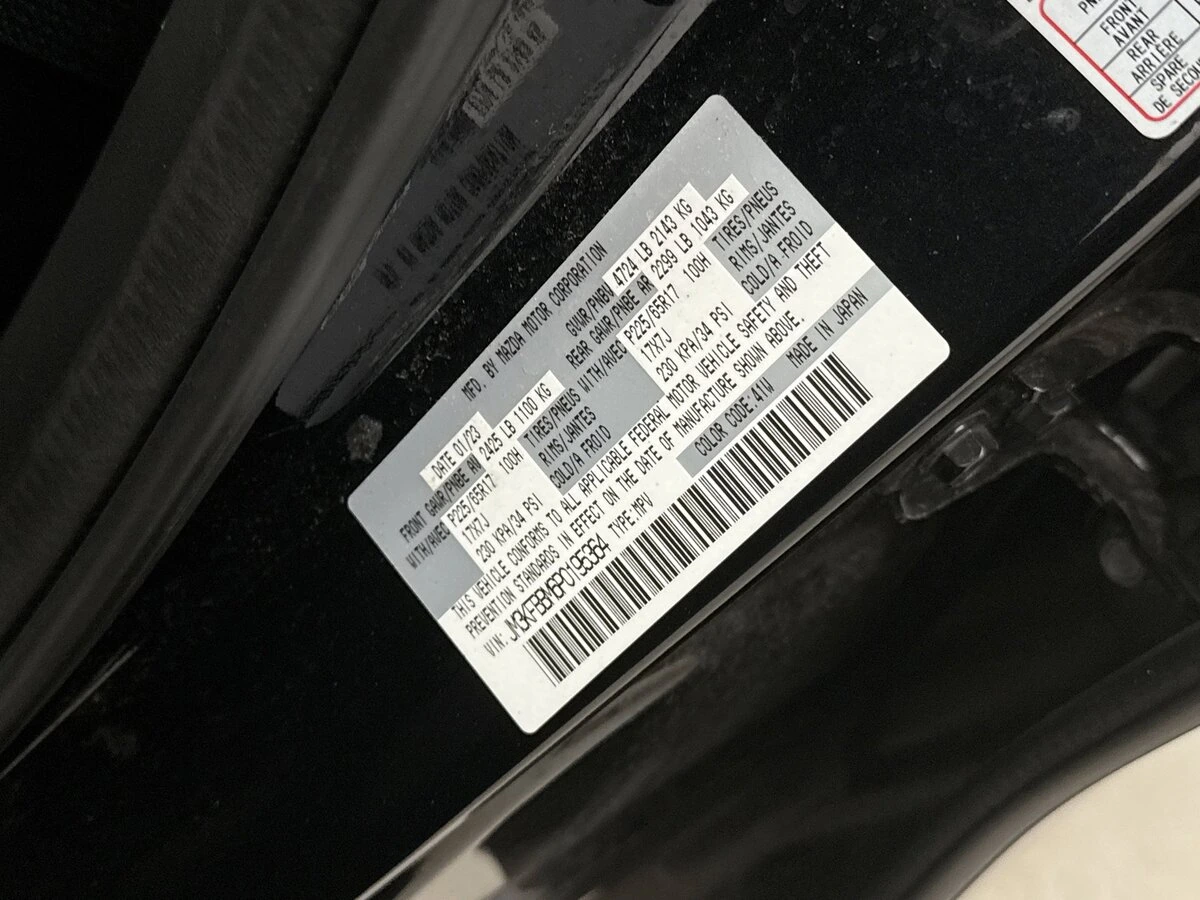 MFD. BY MAZDA MOTOR CORPORATION
DATE 01/23 GVWR/PNBV 4724 LB 2143 KG
FRONT GAWR/PNBE AV 2425 LB 1100 KG REAR GAWR/PNBE AR 2299 LB 1043 KG
WITH/AVEC P225/65R17 100H TIRES/PNEUS WITH/AVEC P225/65R17 100H TIRES/PNEUS
17X7J RIMS/JANTES 17X7J RIMS/JANTES
230 KPA/34 PSI COLD/A FROID 230 KPA/34 PSI COLD/A FROID
THIS VEHICLE CONFORMS TO ALL APPLICABLE FEDERAL MOTOR VEHICLE SAFETY AND THEFT
PREVENTION STANDARDS IN EFFECT ON THE DATE OF MANUFACTURE SHOWN ABOVE.
VIN: JM3KFBBM6P0195364 TYPE:MPV COLOR CODE:41W MADE IN JAPAN
FRONT
AVANT
REAR
ARRIÈRE
SPARE
DE